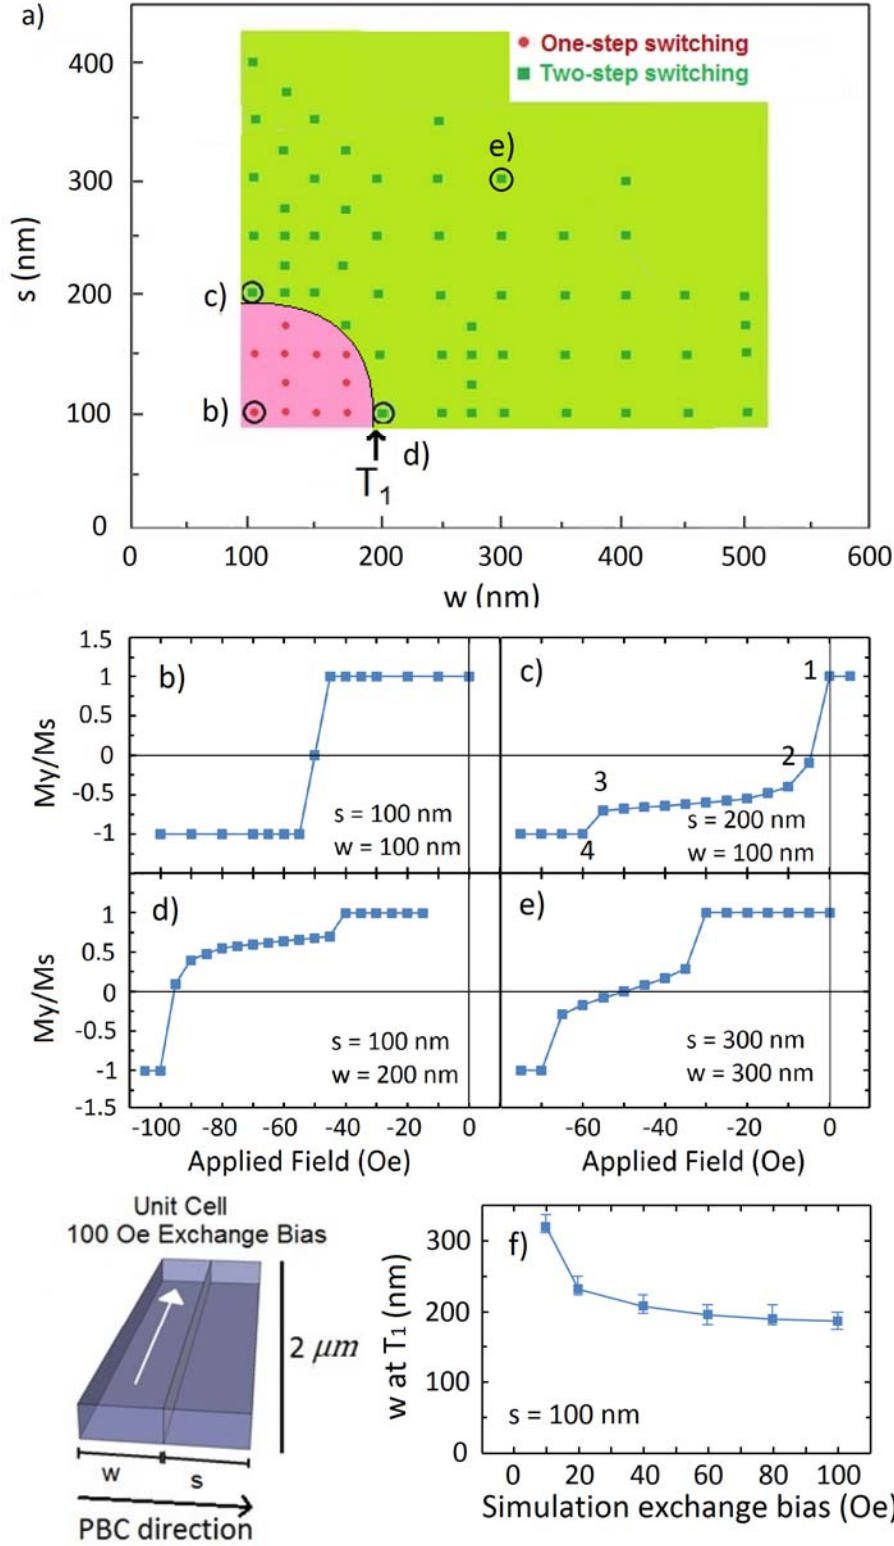 a)
One-step switching
Two-step switching
400
300
200
100
0
s (nm)
e)
c)
b)
d)
T1
0 100 200 300 400 500 600
w (nm)
1.5
1
0.5
0
-0.5
-1
My/Ms
b)
s = 100 nm
w = 100 nm
c)
1
2
3
4
s = 200 nm
w = 100 nm
1
0.5
0
-0.5
-1
-1.5
My/Ms
d)
s = 100 nm
w = 200 nm
e)
s = 300 nm
w = 300 nm
-100 -80 -60 -40 -20 0
Applied Field (Oe)
-60 -40 -20 0
Applied Field (Oe)
Unit Cell
100 Oe Exchange Bias
2 μm
w
s
PBC direction
f)
300
200
100
0
w at T1 (nm)
s = 100 nm
0 20 40 60 80 100
Simulation exchange bias (Oe)